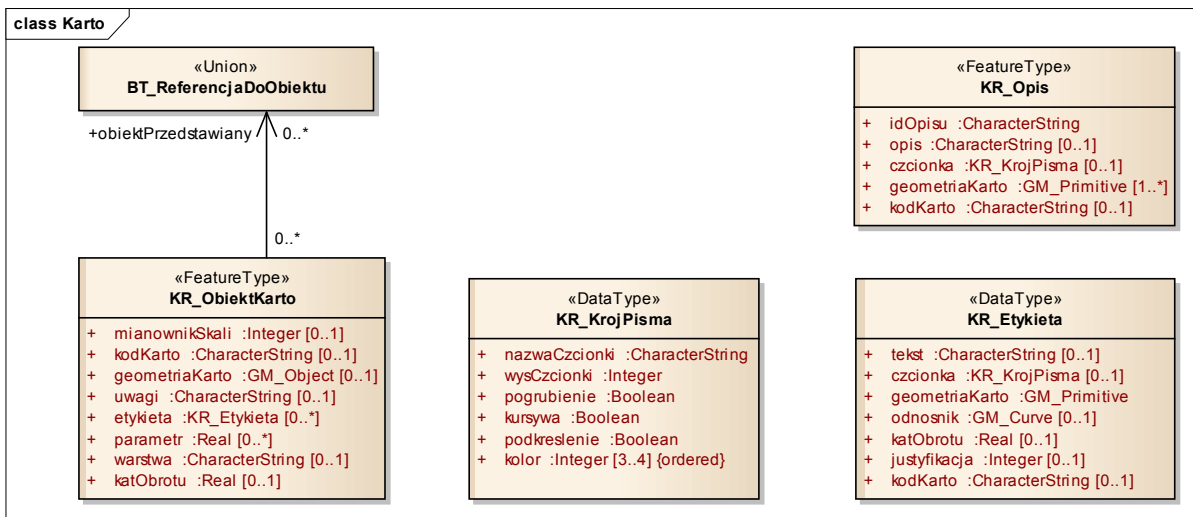 class Karto
«Union»
BT_ReferencjaDoObiektu
+obiektPrzedstawiany 0..*
0..*
«FeatureType»
KR_ObiektKarto
+ mianownikSkali :Integer [0..1]
+ kodKarto :CharacterString [0..1]
+ geometriaKarto :GM_Object [0..1]
+ uwagi :CharacterString [0..1]
+ etykieta :KR_Etykieta [0..*]
+ parametr :Real [0..*]
+ warstwa :CharacterString [0..1]
+ katObrotu :Real [0..1]
«DataType»
KR_KrojPisma
+ nazwaCzcionki :CharacterString
+ wysCzcionki :Integer
+ pogrubienie :Boolean
+ kursywa :Boolean
+ podkreslenie :Boolean
+ kolor :Integer [3..4] {ordered}
«FeatureType»
KR_Opis
+ idOpisu :CharacterString
+ opis :CharacterString [0..1]
+ czcionka :KR_KrojPisma [0..1]
+ geometriaKarto :GM_Primitive [1..*]
+ kodKarto :CharacterString [0..1]
«DataType»
KR_Etykieta
+ tekst :CharacterString [0..1]
+ czcionka :KR_KrojPisma [0..1]
+ geometriaKarto :GM_Primitive
+ odnosnik :GM_Curve [0..1]
+ katObrotu :Real [0..1]
+ justyfikacja :Integer [0..1]
+ kodKarto :CharacterString [0..1]